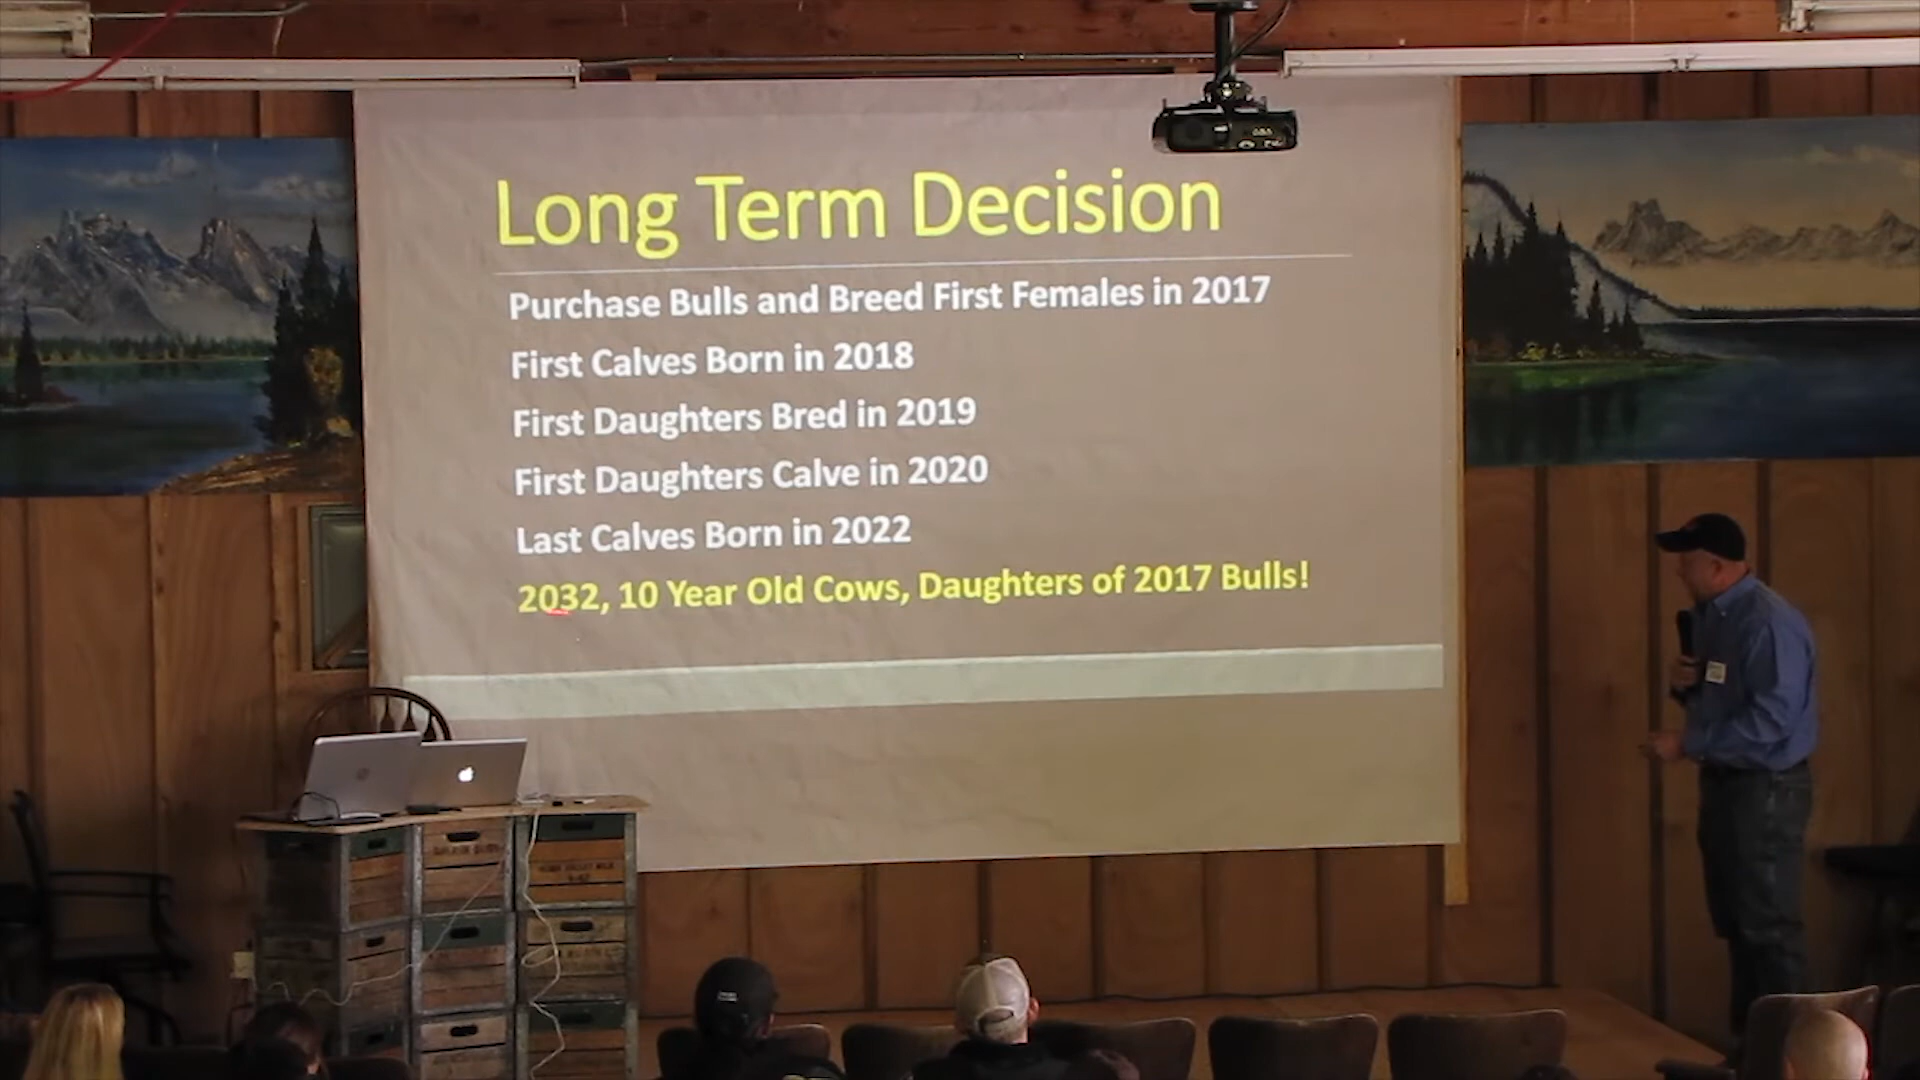 Long Term Decision
Purchase Bulls and Breed First Females in 2017
First Calves Born in 2018
First Daughters Bred in 2019
First Daughters Calve in 2020
Last Calves Born in 2022
2032, 10 Year Old Cows, Daughters of 2017 Bulls!